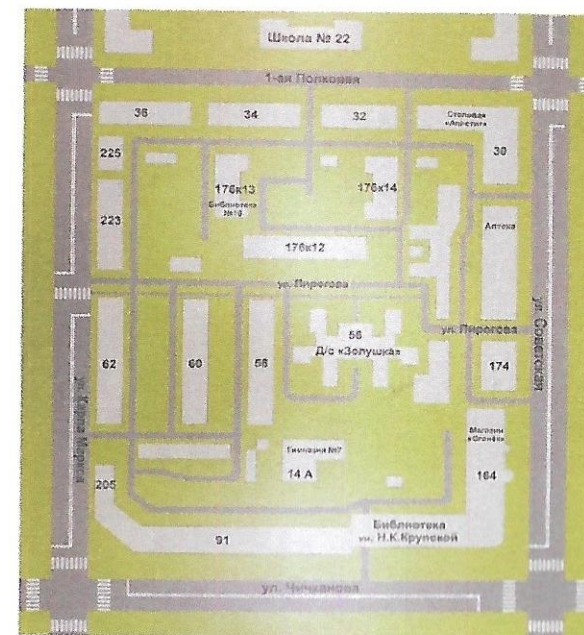 Школа № 22
1-ая Полковая
36
34
32
Столовая
«Аппетит»
30
225
176к13
Библиотека
№10
176к14
223
Аптека
176к12
ул. Пирогова
ул. Пирогова
62
60
58
56
Д/с «Золушка»
174
ул. Советская
ул. Карла Маркса
Магазин
«Огонёк»
Гимназия №7
14 А
205
164
91
Библиотека
им. Н.К.Крупской
ул. Чичканова